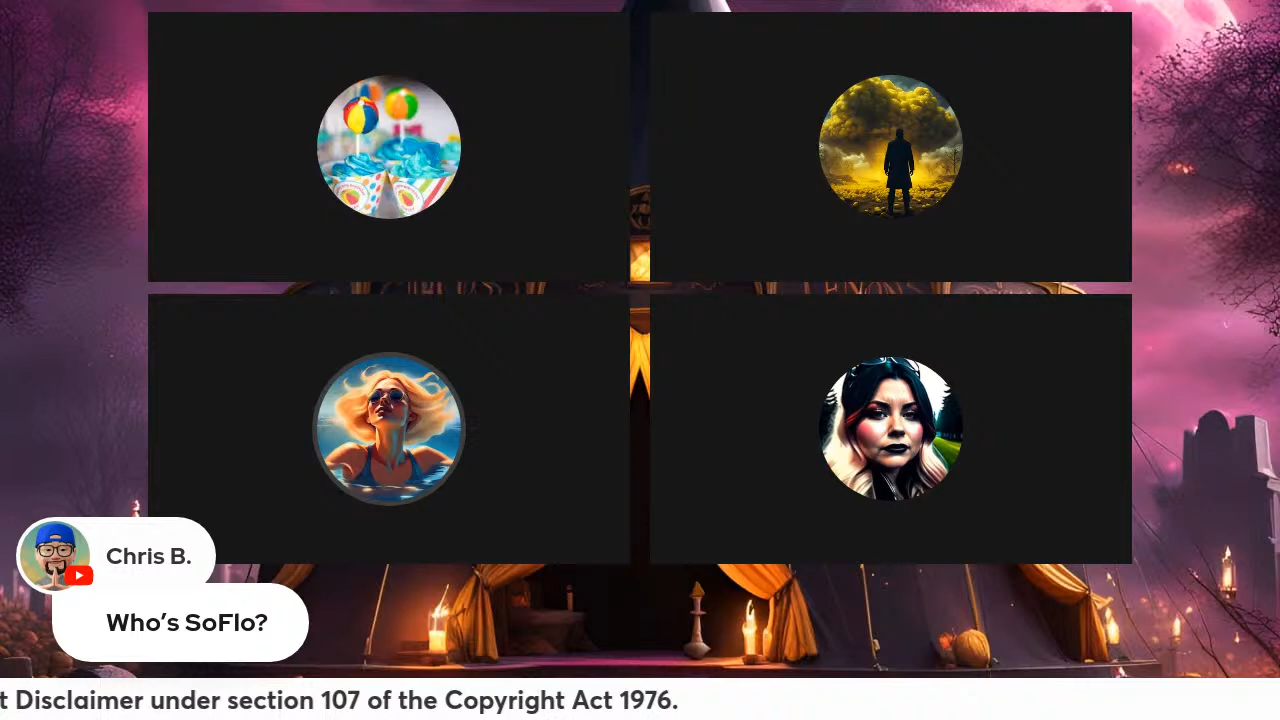 Chris B.
Who's SoFlo?
t Disclaimer under section 107 of the Copyright Act 1976.